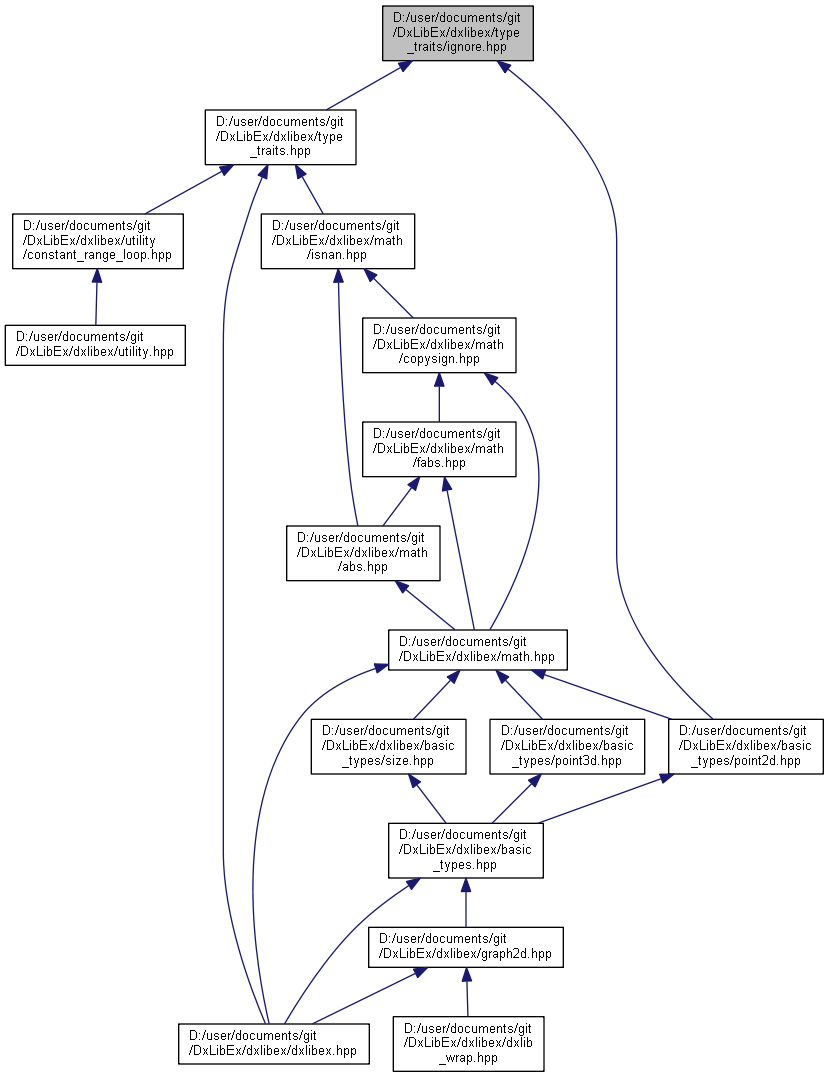 D:/user/documents/git
/DxLibEx/dxlibex/type
_traits/ignore.hpp
D:/user/documents/git
/DxLibEx/dxlibex/type
_traits.hpp
D:/user/documents/git
/DxLibEx/dxlibex/utility
/constant_range_loop.hpp
D:/user/documents/git
/DxLibEx/dxlibex/math
/isnan.hpp
D:/user/documents/git
/DxLibEx/dxlibex/utility.hpp
D:/user/documents/git
/DxLibEx/dxlibex/math
/copysign.hpp
D:/user/documents/git
/DxLibEx/dxlibex/math
/fabs.hpp
D:/user/documents/git
/DxLibEx/dxlibex/math
/abs.hpp
D:/user/documents/git
/DxLibEx/dxlibex/math.hpp
D:/user/documents/git
/DxLibEx/dxlibex/basic
_types/size.hpp
D:/user/documents/git
/DxLibEx/dxlibex/basic
_types/point3d.hpp
D:/user/documents/git
/DxLibEx/dxlibex/basic
_types/point2d.hpp
D:/user/documents/git
/DxLibEx/dxlibex/basic
_types.hpp
D:/user/documents/git
/DxLibEx/dxlibex/graph2d.hpp
D:/user/documents/git
/DxLibEx/dxlibex/dxlibex.hpp
D:/user/documents/git
/DxLibEx/dxlibex/dxlib
_wrap.hpp